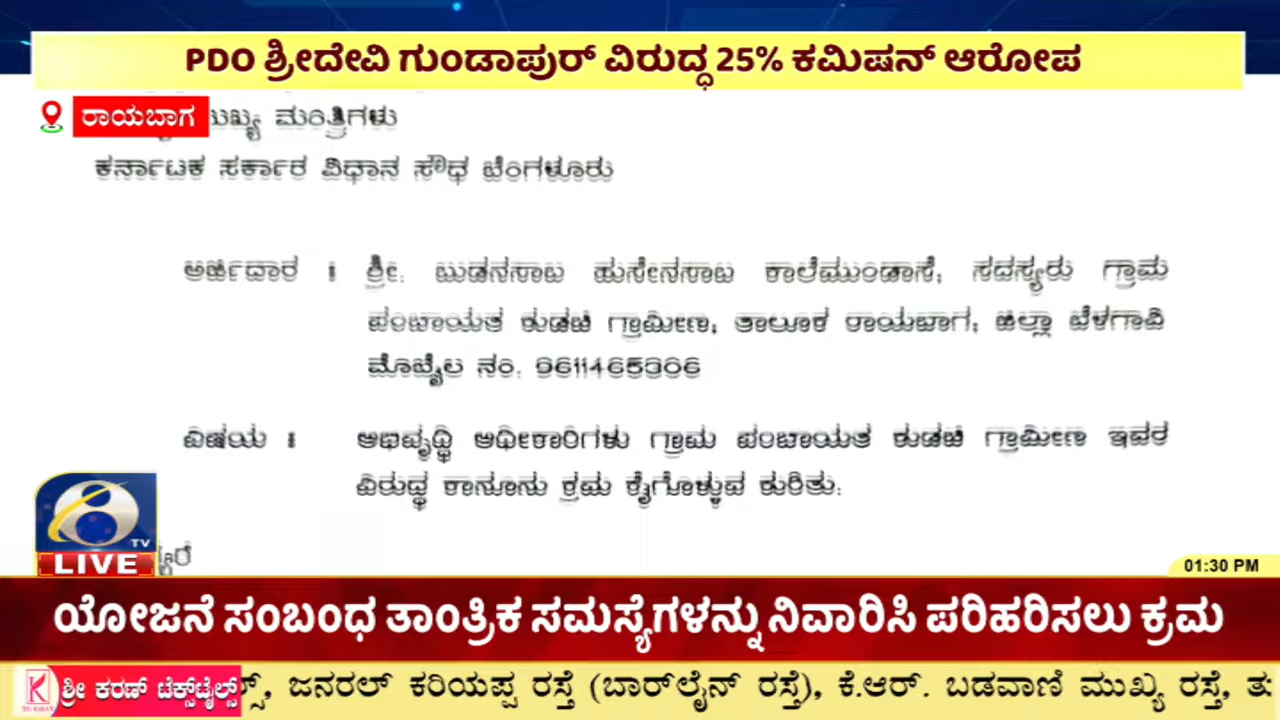 PDO ಶ್ರೀದೇವಿ ಗುಂಡಾಪುರ್ ವಿರುದ್ಧ 25% ಕಮಿಷನ್ ಆರೋಪ
ರಾಯಬಾಗ
ಮುಖ್ಯ ಮಂತ್ರಿಗಳು
ಕರ್ನಾಟಕ ಸರ್ಕಾರ ವಿಧಾನ ಸೌಧ ಬೆಂಗಳೂರು
ಅರ್ಜಿದಾರ : ಶ್ರೀ. ಬುಡನಸಾಬ ಹುಸೇನಸಾಬ ಕಾಲೆಮುಂಡಾಸೆ, ಸದಸ್ಯರು ಗ್ರಾಮ
ಪಂಚಾಯತ ಕುಡಚಿ ಗ್ರಾಮೀಣ, ತಾಲೂಕ ರಾಯಬಾಗ, ಜಿಲ್ಲಾ ಬೆಳಗಾವಿ
ಮೊಬೈಲ ನಂ. 9611465306
ವಿಷಯ : ಅಭಿವೃದ್ಧಿ ಅಧೀಕಾರಿಗಳು ಗ್ರಾಮ ಪಂಚಾಯತ ಕುಡಚಿ ಗ್ರಾಮೀಣ ಇವರ
ವಿರುದ್ಧ ಕಾನೂನು ಕ್ರಮ ಕೈಗೊಳ್ಳುವ ಕುರಿತು.
8
TV
LIVE
01:30 PM
ಯೋಜನೆ ಸಂಬಂಧ ತಾಂತ್ರಿಕ ಸಮಸ್ಯೆಗಳನ್ನು ನಿವಾರಿಸಿ ಪರಿಹರಿಸಲು ಕ್ರಮ
ಶ್ರೀ ಕರಣ್ ಟೆಕ್ಸ್‌ಟೈಲ್ಸ್, ಜನರಲ್ ಕರಿಯಪ್ಪ ರಸ್ತೆ (ಬಾರ್‌ಲೈನ್ ರಸ್ತೆ), ಕೆ.ಆರ್. ಬಡವಾಣಿ ಮುಖ್ಯ ರಸ್ತೆ,